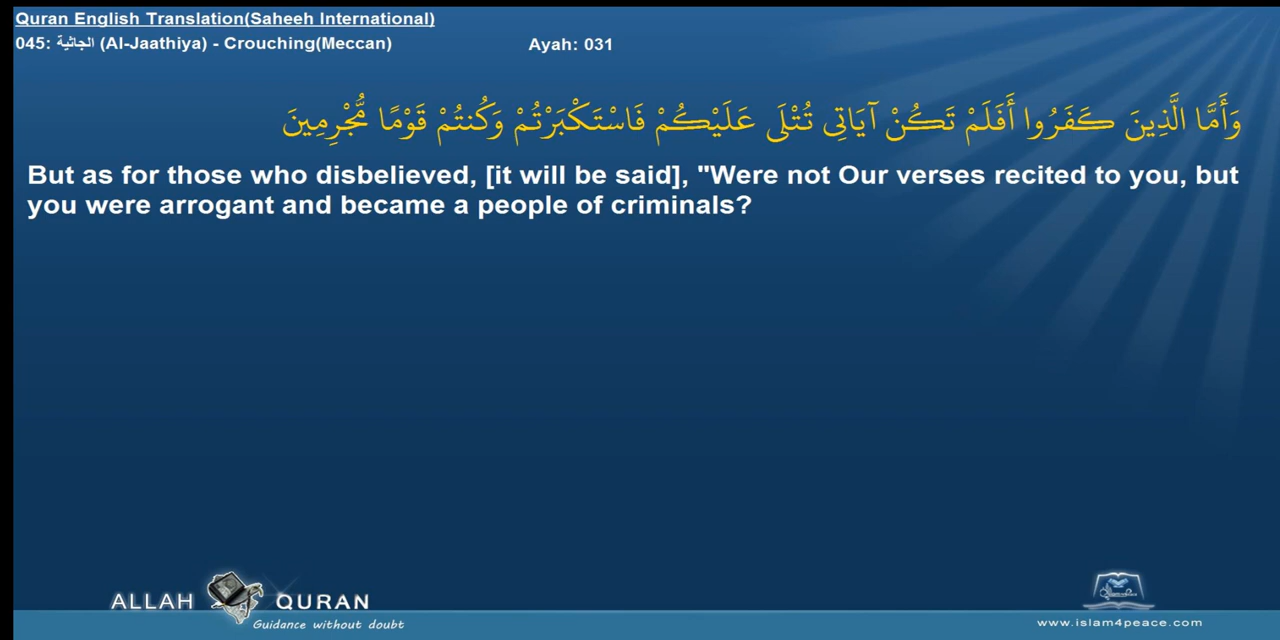 Quran English Translation(Saheeh International)
045: الجاثية (Al-Jaathiya) - Crouching(Meccan) Ayah: 031
وَأَمَّا الَّذِينَ كَفَرُوا أَفَلَمْ تَكُنْ آيَاتِي تُتْلَى عَلَيْكُمْ فَاسْتَكْبَرْتُمْ وَكُنتُمْ قَوْمًا مُّجْرِمِينَ
But as for those who disbelieved, [it will be said], "Were not Our verses recited to you, but
you were arrogant and became a people of criminals?
ALLAH QURAN
Guidance without doubt
www.islam4peace.com